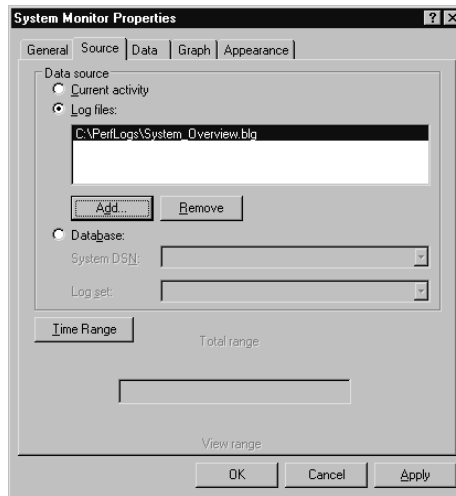 System Monitor Properties
General Source Data Graph Appearance
Data source
Current activity
Log files:
C:\PerfLogs\System_Overview.blg
Add... Remove
Database:
System DSN:
Log set:
Time Range
Total range
View range
OK Cancel Apply